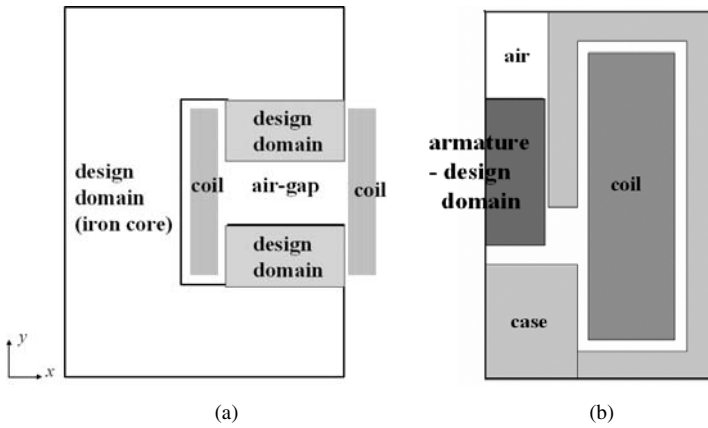 design
domain
design
domain
(iron core)
coil
air-gap
coil
design
domain
y
x
(a)
air
armature
- design
domain
coil
case
(b)